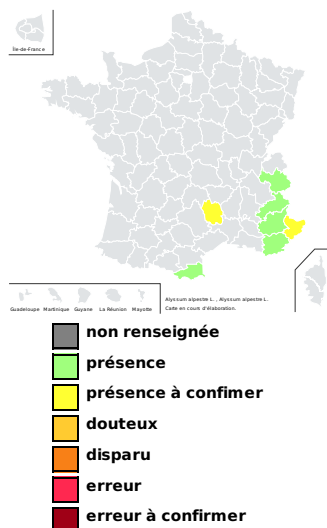 Île-de-France
Alyssum alpestre L. , Alyssum alpestre L.
Carte en cours d'élaboration.
Guadeloupe Martinique Guyane La Réunion Mayotte
non renseignée
présence
présence à confimer
douteux
disparu
erreur
erreur à confirmer